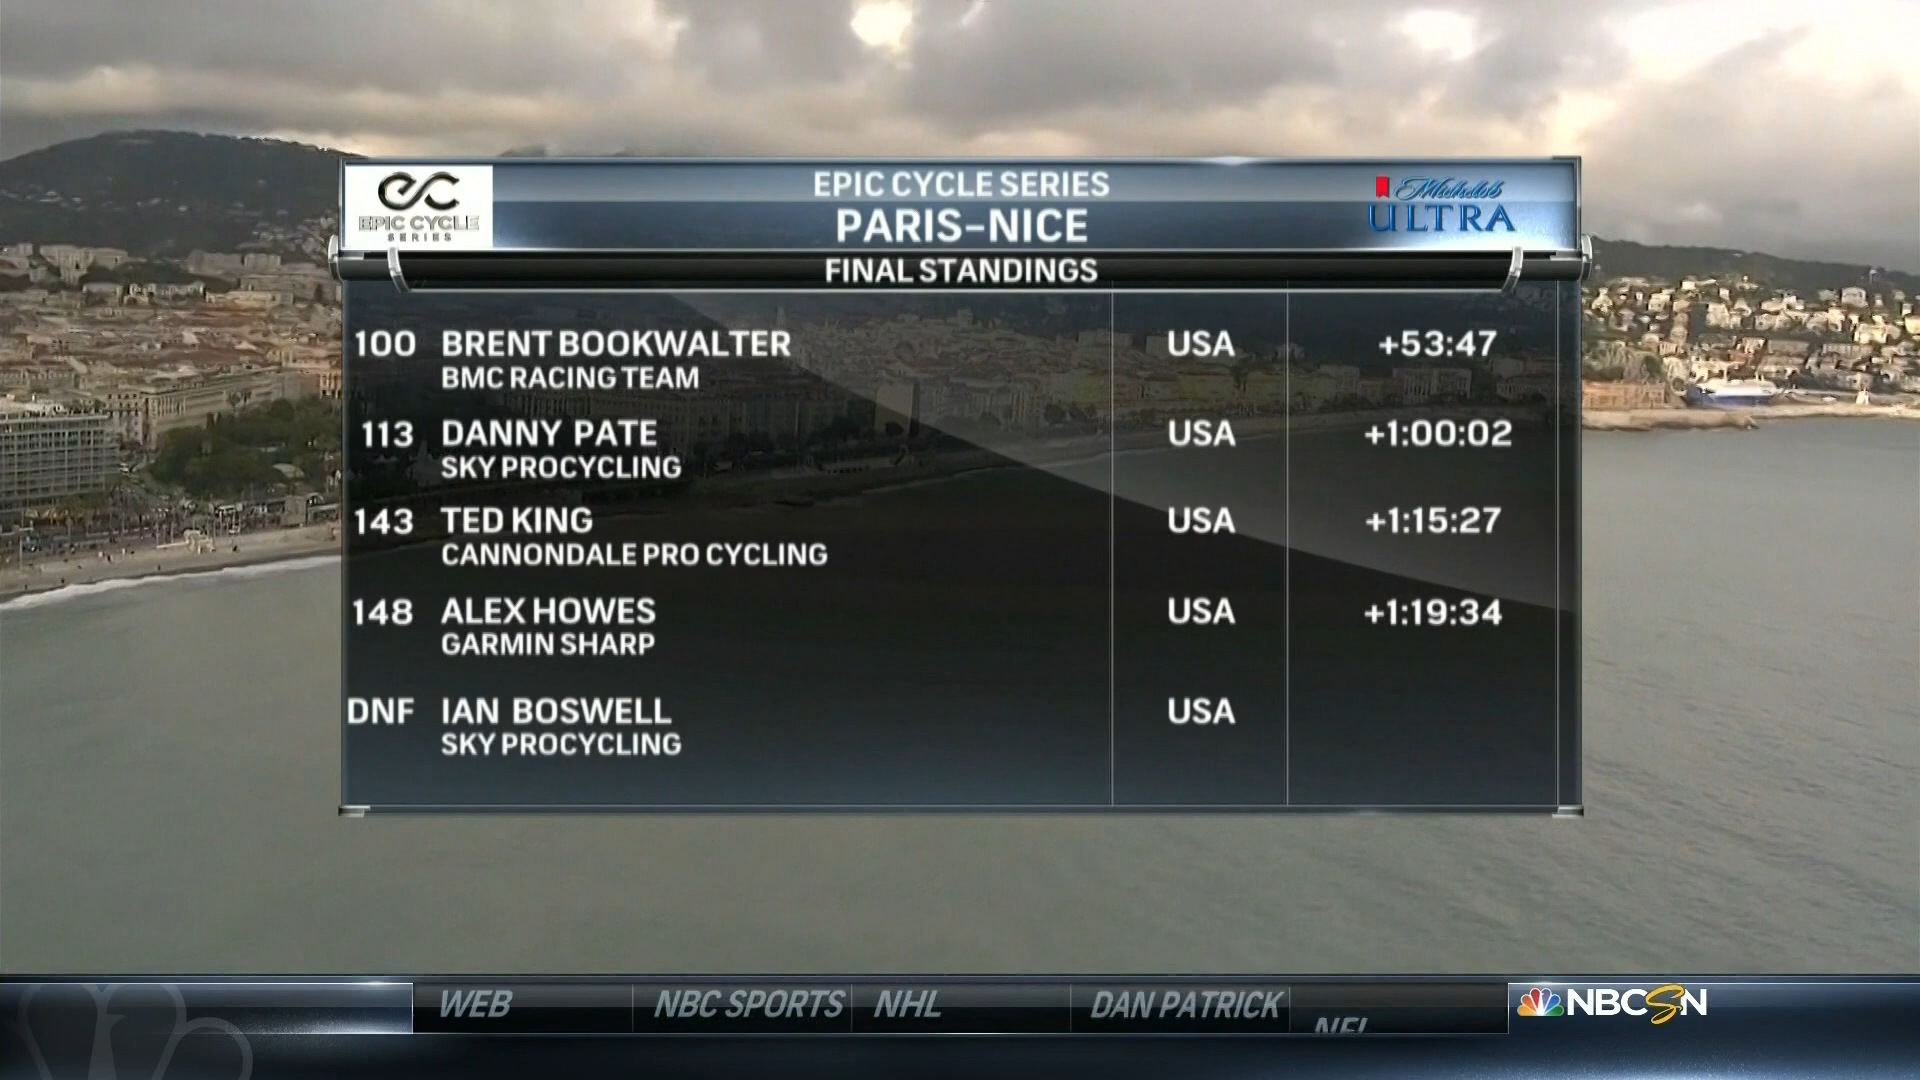 EPIC CYCLE SERIES
EPIC CYCLE SERIES
PARIS-NICE
Michelob
ULTRA
FINAL STANDINGS
100 BRENT BOOKWALTER USA +53:47
BMC RACING TEAM
113 DANNY PATE USA +1:00:02
SKY PROCYCLING
143 TED KING USA +1:15:27
CANNONDALE PRO CYCLING
148 ALEX HOWES USA +1:19:34
GARMIN SHARP
DNF IAN BOSWELL USA
SKY PROCYCLING
WEB NBC SPORTS NHL DAN PATRICK NFL NBCSN